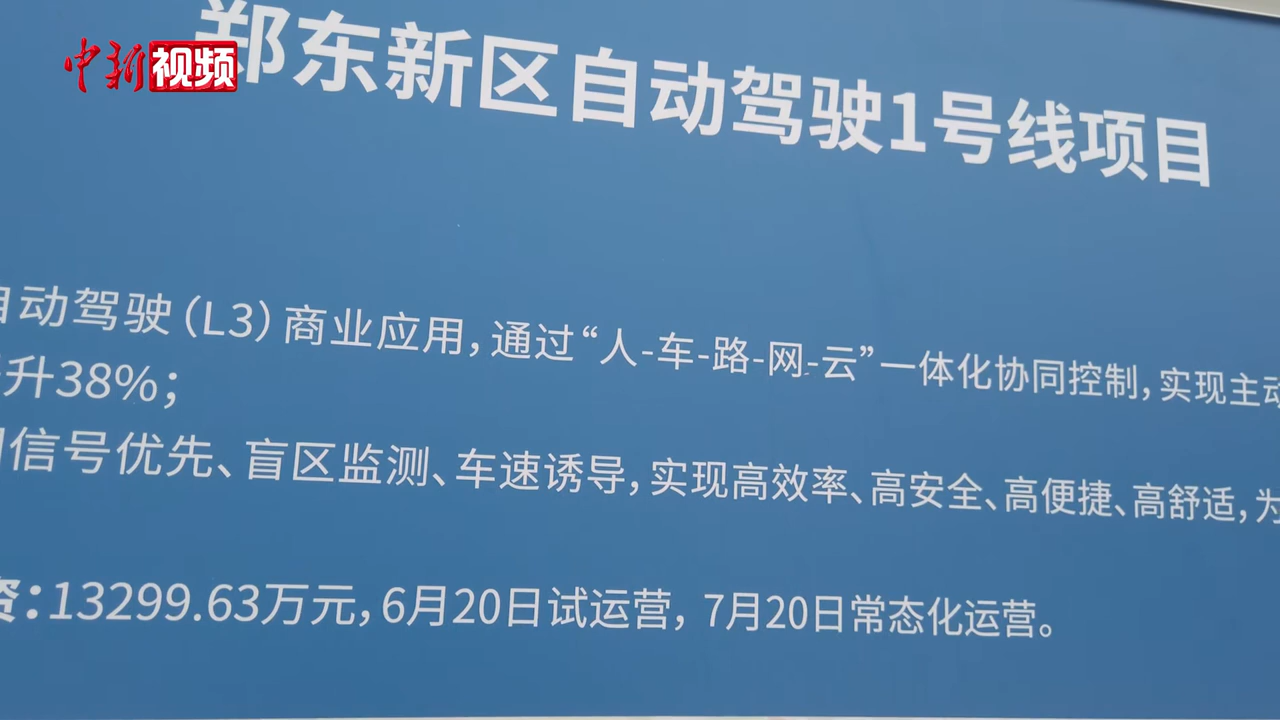 中新视频
郑东新区自动驾驶1号线项目
自动驾驶（L3）商业应用，通过“人-车-路-网-云”一体化协同控制，实现主动
升38%；
信号优先、盲区监测、车速诱导，实现高效率、高安全、高便捷、高舒适，为
资：13299.63万元，6月20日试运营，7月20日常态化运营。